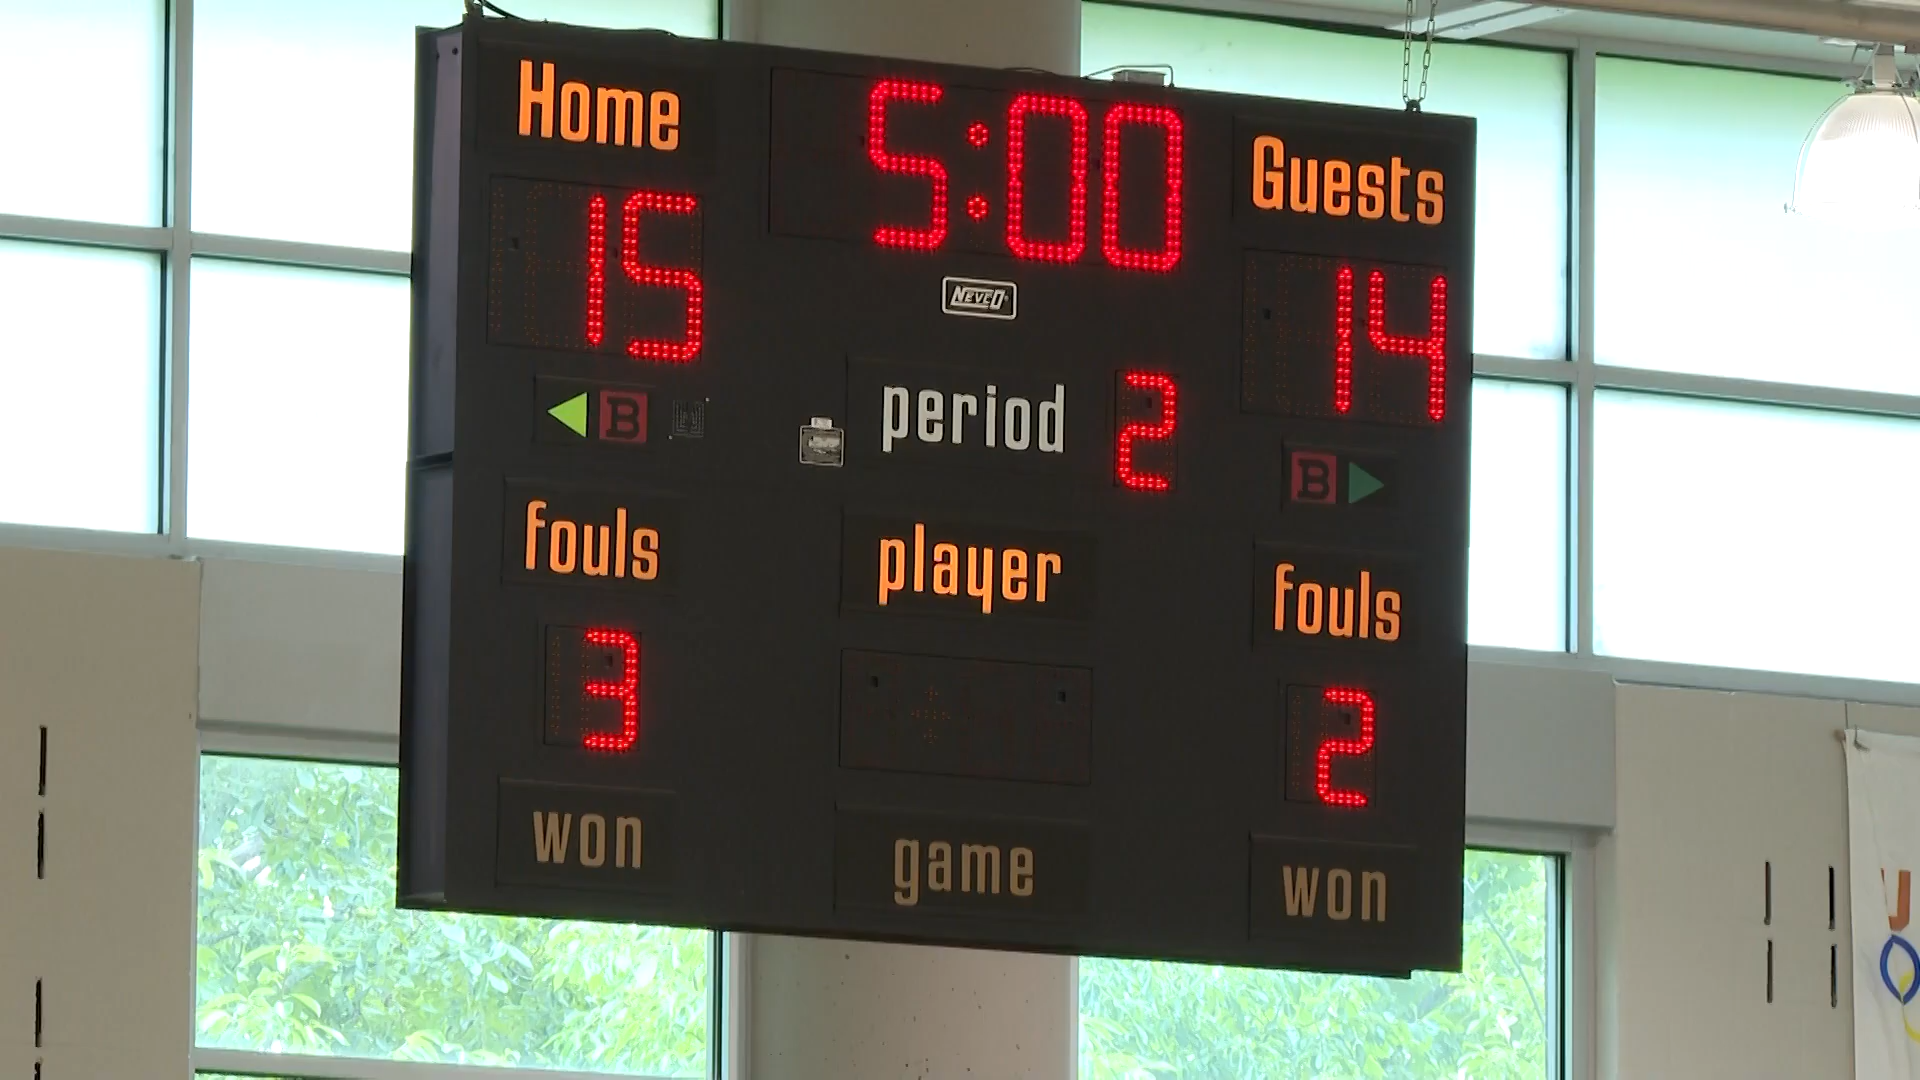 Home
5:00
Guests
15
14
NEVCO
period
2
B
B
fouls
player
fouls
3
2
won
game
won
U